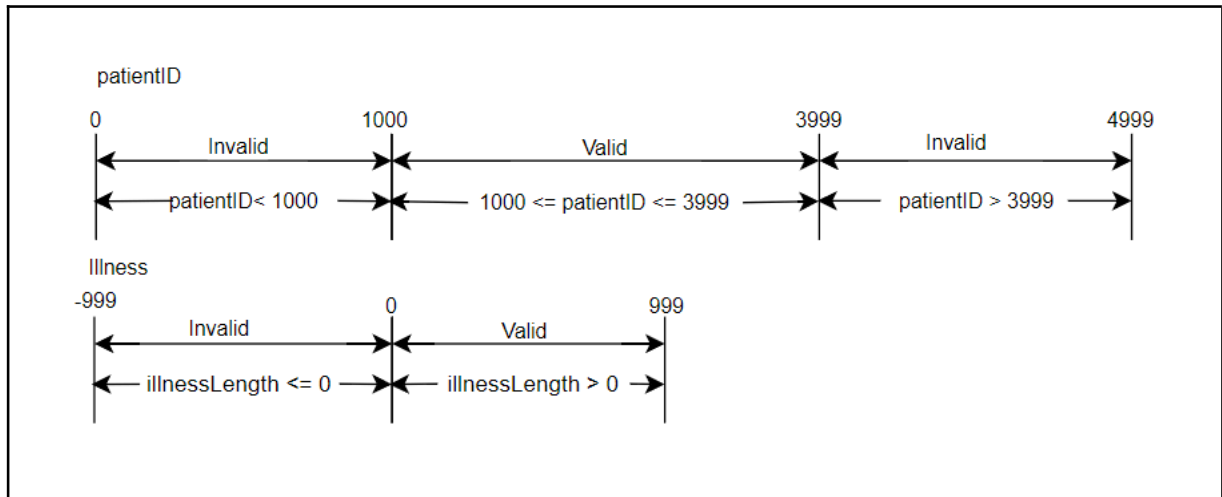 patientID
0 1000 3999 4999
Invalid Valid Invalid
patientID< 1000 1000 <= patientID <= 3999 patientID > 3999
Illness
-999 0 999
Invalid Valid
illnessLength <= 0 illnessLength > 0